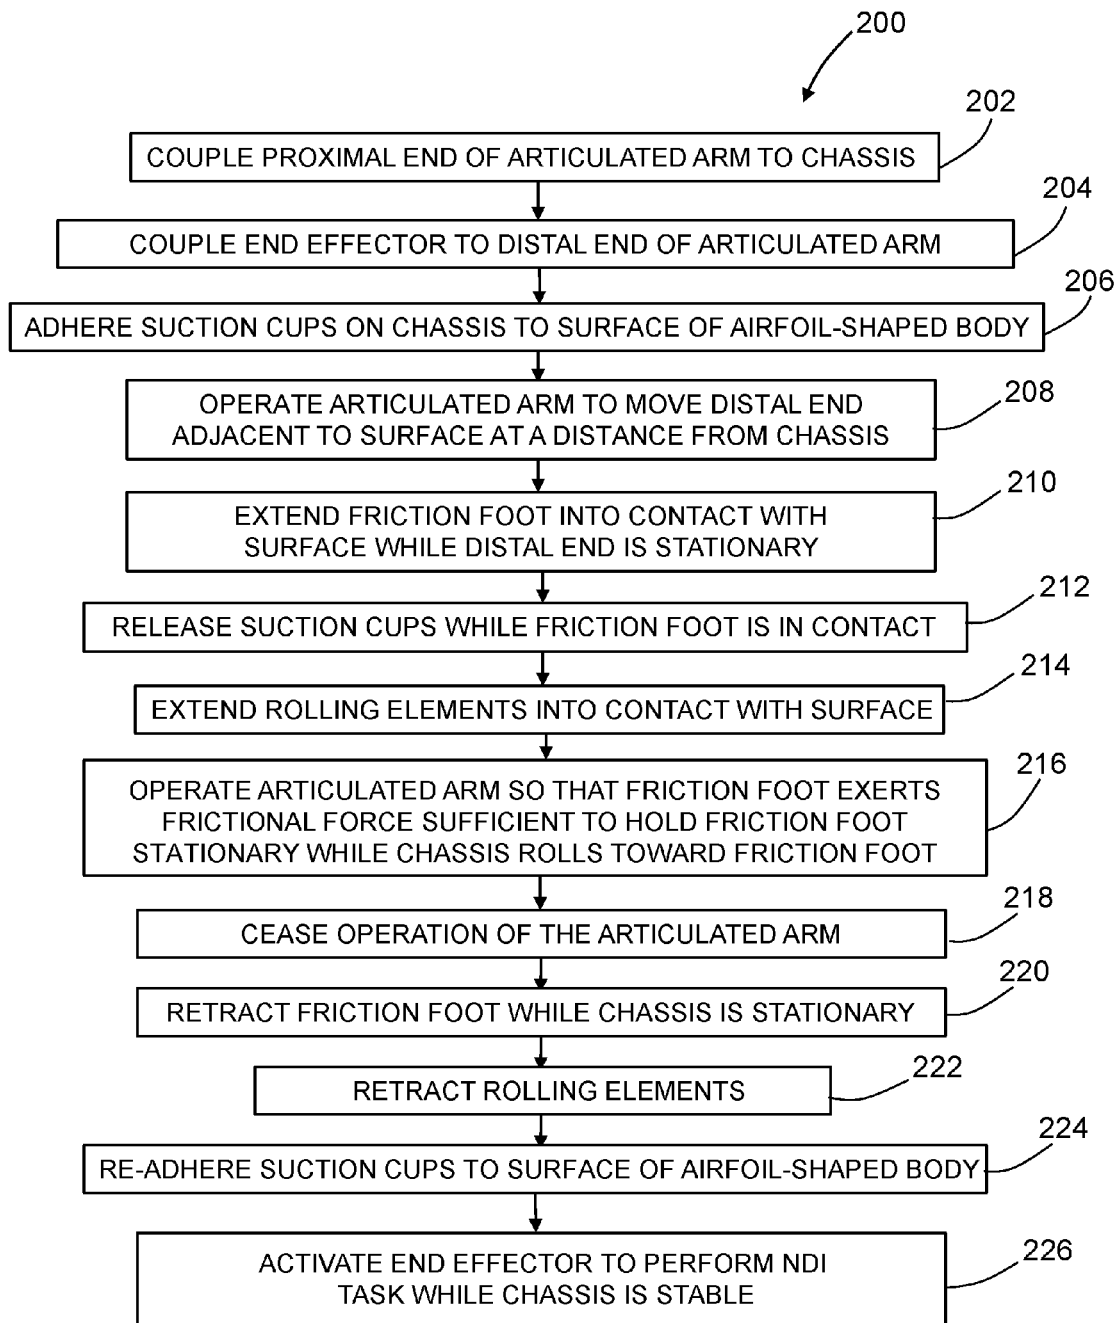 200
202
COUPLE PROXIMAL END OF ARTICULATED ARM TO CHASSIS
204
COUPLE END EFFECTOR TO DISTAL END OF ARTICULATED ARM
206
ADHERE SUCTION CUPS ON CHASSIS TO SURFACE OF AIRFOIL-SHAPED BODY
208
OPERATE ARTICULATED ARM TO MOVE DISTAL END
ADJACENT TO SURFACE AT A DISTANCE FROM CHASSIS
210
EXTEND FRICTION FOOT INTO CONTACT WITH
SURFACE WHILE DISTAL END IS STATIONARY
212
RELEASE SUCTION CUPS WHILE FRICTION FOOT IS IN CONTACT
214
EXTEND ROLLING ELEMENTS INTO CONTACT WITH SURFACE
216
OPERATE ARTICULATED ARM SO THAT FRICTION FOOT EXERTS
FRICTIONAL FORCE SUFFICIENT TO HOLD FRICTION FOOT
STATIONARY WHILE CHASSIS ROLLS TOWARD FRICTION FOOT
218
CEASE OPERATION OF THE ARTICULATED ARM
220
RETRACT FRICTION FOOT WHILE CHASSIS IS STATIONARY
222
RETRACT ROLLING ELEMENTS
224
RE-ADHERE SUCTION CUPS TO SURFACE OF AIRFOIL-SHAPED BODY
226
ACTIVATE END EFFECTOR TO PERFORM NDI
TASK WHILE CHASSIS IS STABLE